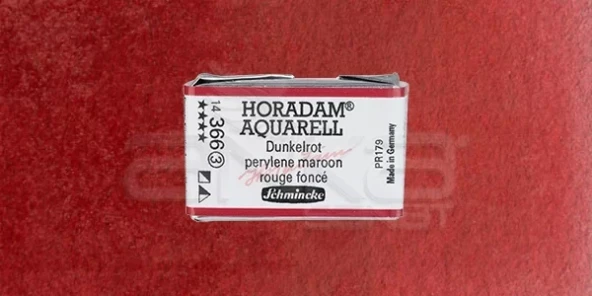 HORADAM®
AQUARELL
Dunkelrot
perylene maroon
rouge foncé
Schmincke
14 366 ③
★★★★
PR179
Made in Germany